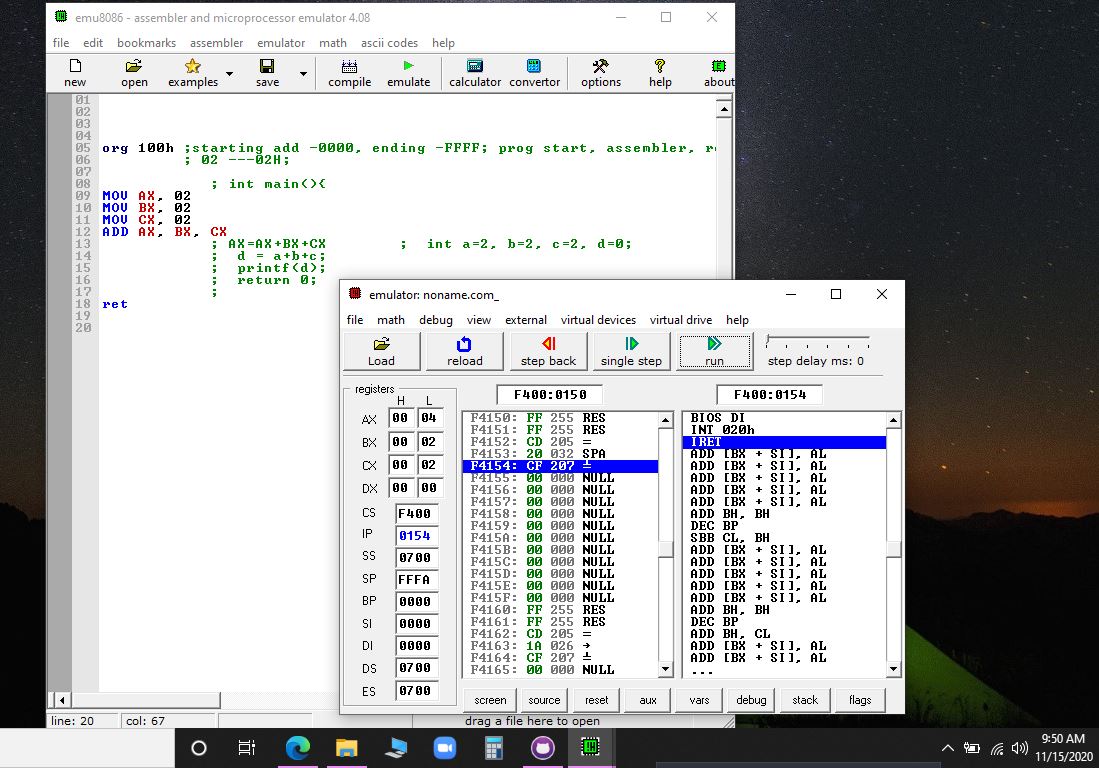 emu8086 - assembler and microprocessor emulator 4.08
file edit bookmarks assembler emulator math ascii codes help
new open examples save compile emulate calculator convertor options help about
01
02
03
04
05 org 100h ;starting add -0000, ending -FFFF; prog start, assembler, r
06 ; 02 ---02H;
07
08 ; int main(){
09 MOV AX, 02
10 MOV BX, 02
11 MOV CX, 02
12 ADD AX, BX, CX
13 ; AX=AX+BX+CX ; int a=2, b=2, c=2, d=0;
14 ; d = a+b+c;
15 ; printf(d);
16 ; return 0;
17 ;
18 ret
19
20
line: 20 col: 67 drag a file here to open
emulator: noname.com_
file math debug view external virtual devices virtual drive help
Load reload step back single step run step delay ms: 0
registers
H L
AX 00 04
BX 00 02
CX 00 02
DX 00 00
CS F400
IP 0154
SS 0700
SP FFFA
BP 0000
SI 0000
DI 0000
DS 0700
ES 0700
F400:0150
F4150: FF 255 RES
F4151: FF 255 RES
F4152: CD 205 =
F4153: 20 032 SPA
F4154: CF 207 ╧
F4155: 00 000 NULL
F4156: 00 000 NULL
F4157: 00 000 NULL
F4158: 00 000 NULL
F4159: 00 000 NULL
F415A: 00 000 NULL
F415B: 00 000 NULL
F415C: 00 000 NULL
F415D: 00 000 NULL
F415E: 00 000 NULL
F415F: 00 000 NULL
F4160: FF 255 RES
F4161: FF 255 RES
F4162: CD 205 =
F4163: 1A 026 →
F4164: CF 207 ╧
F4165: 00 000 NULL
F400:0154
BIOS DI
INT 020h
IRET
ADD [BX + SI], AL
ADD [BX + SI], AL
ADD [BX + SI], AL
ADD [BX + SI], AL
ADD [BX + SI], AL
ADD BH, BH
DEC BP
SBB CL, BH
ADD [BX + SI], AL
ADD [BX + SI], AL
ADD [BX + SI], AL
ADD [BX + SI], AL
ADD [BX + SI], AL
ADD BH, BH
DEC BP
ADD BH, CL
ADD [BX + SI], AL
ADD [BX + SI], AL
...
screen source reset aux vars debug stack flags
9:50 AM
11/15/2020